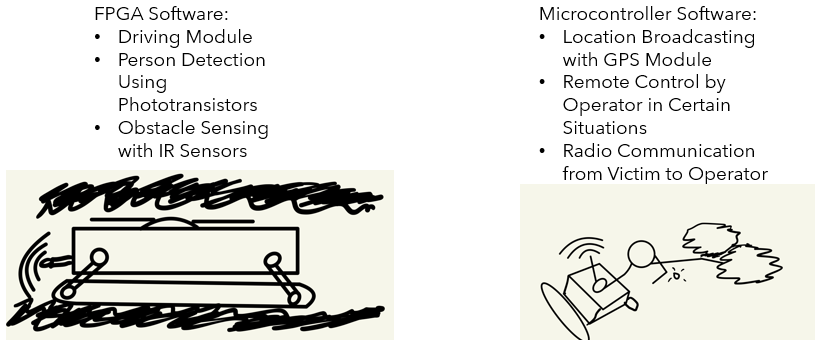 FPGA Software:
• Driving Module
• Person Detection
Using
Phototransistors
• Obstacle Sensing
with IR Sensors
Microcontroller Software:
• Location Broadcasting
with GPS Module
• Remote Control by
Operator in Certain
Situations
• Radio Communication
from Victim to Operator